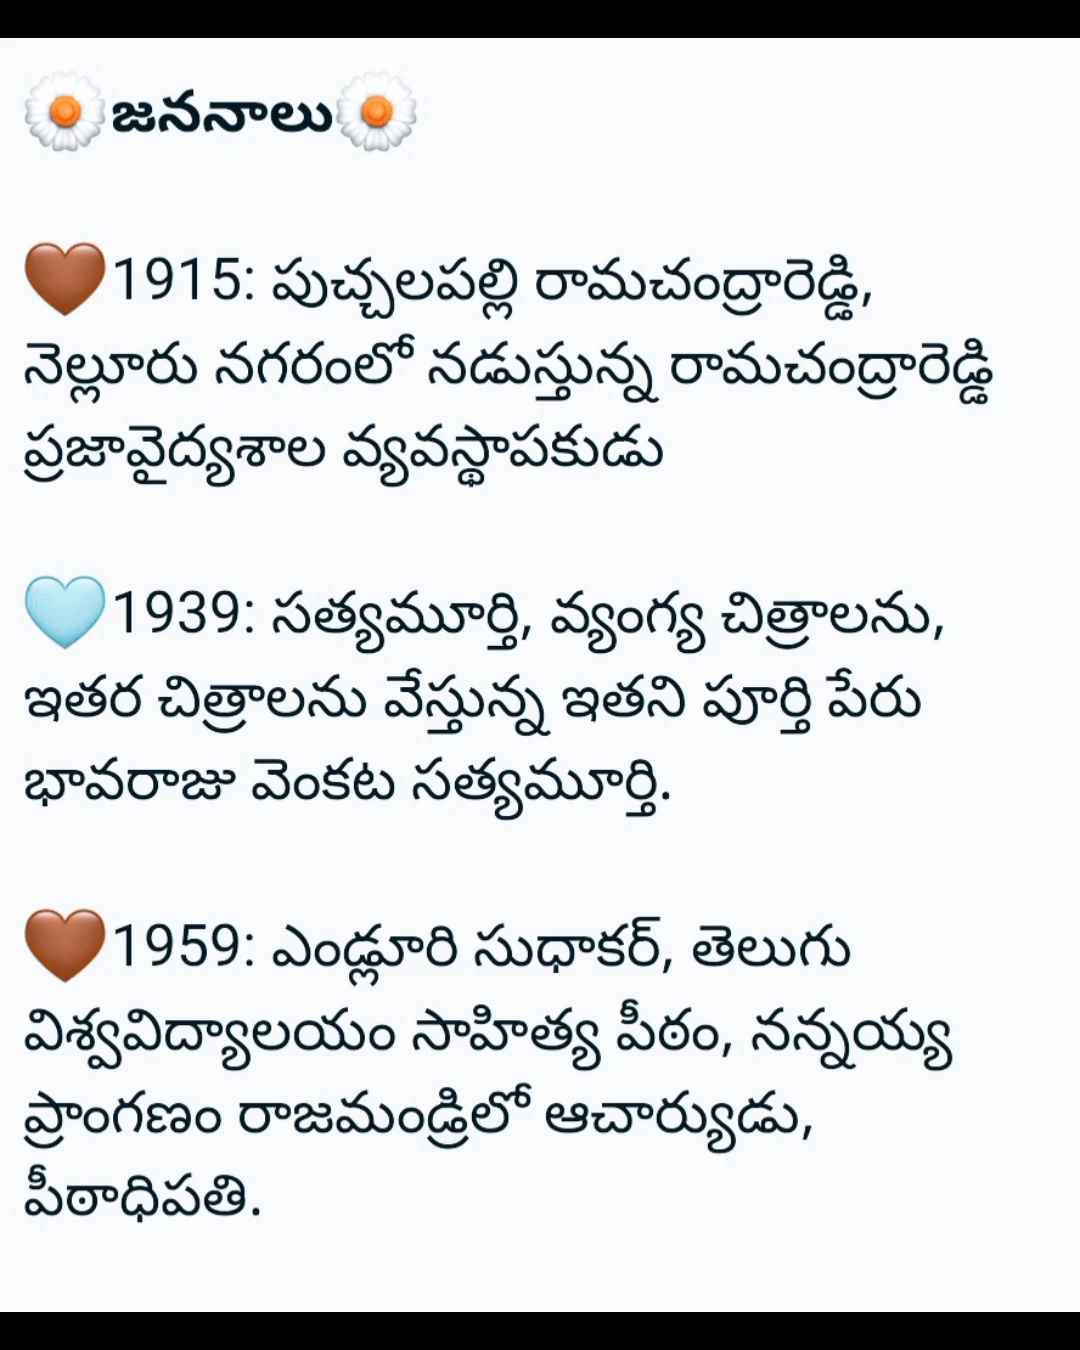 🌼జననాలు🌼
🤎1915: పుచ్చలపల్లి రామచంద్రారెడ్డి,
నెల్లూరు నగరంలో నడుస్తున్న రామచంద్రారెడ్డి
ప్రజావైద్యశాల వ్యవస్థాపకుడు
🩵1939: సత్యమూర్తి, వ్యంగ్య చిత్రాలను,
ఇతర చిత్రాలను వేస్తున్న ఇతని పూర్తి పేరు
భావరాజు వెంకట సత్యమూర్తి.
🤎1959: ఎండ్లూరి సుధాకర్, తెలుగు
విశ్వవిద్యాలయం సాహిత్య పీఠం, నన్నయ్య
ప్రాంగణం రాజమండ్రిలో ఆచార్యుడు,
పీఠాధిపతి.